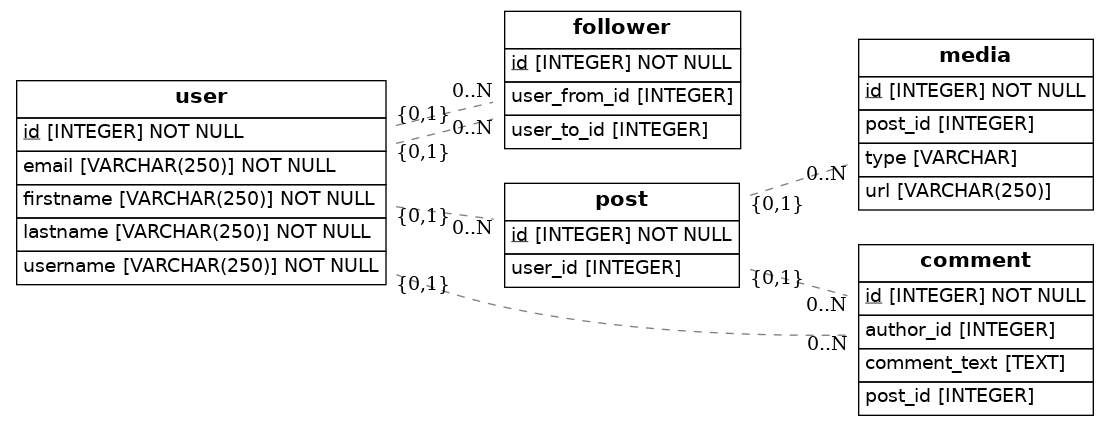 user
id [INTEGER] NOT NULL
email [VARCHAR(250)] NOT NULL
firstname [VARCHAR(250)] NOT NULL
lastname [VARCHAR(250)] NOT NULL
username [VARCHAR(250)] NOT NULL
{0,1}
{0,1}
{0,1}
{0,1}
0..N
0..N
0..N
follower
id [INTEGER] NOT NULL
user_from_id [INTEGER]
user_to_id [INTEGER]
post
id [INTEGER] NOT NULL
user_id [INTEGER]
{0,1}
{0,1}
0..N
0..N
0..N
media
id [INTEGER] NOT NULL
post_id [INTEGER]
type [VARCHAR]
url [VARCHAR(250)]
comment
id [INTEGER] NOT NULL
author_id [INTEGER]
comment_text [TEXT]
post_id [INTEGER]